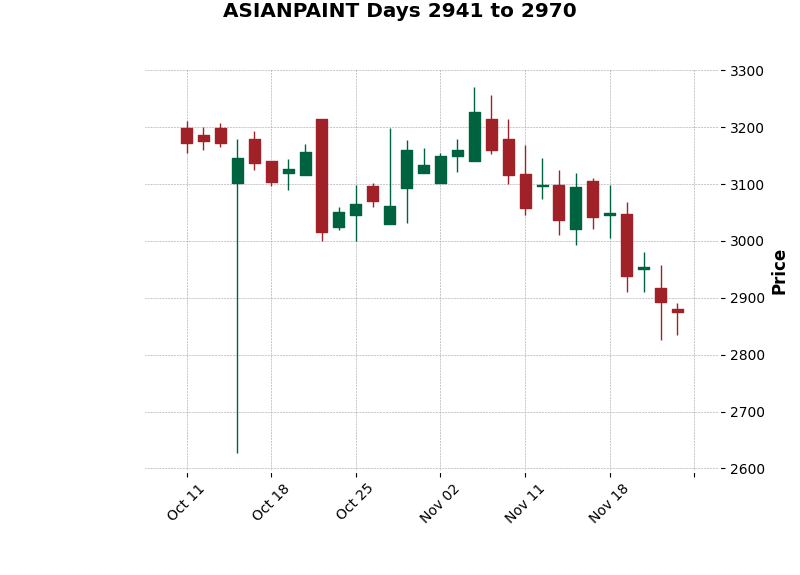 ASIANPAINT Days 2941 to 2970
3300
3200
3100
3000
2900
2800
2700
2600
Price
Oct 11
Oct 18
Oct 25
Nov 02
Nov 11
Nov 18